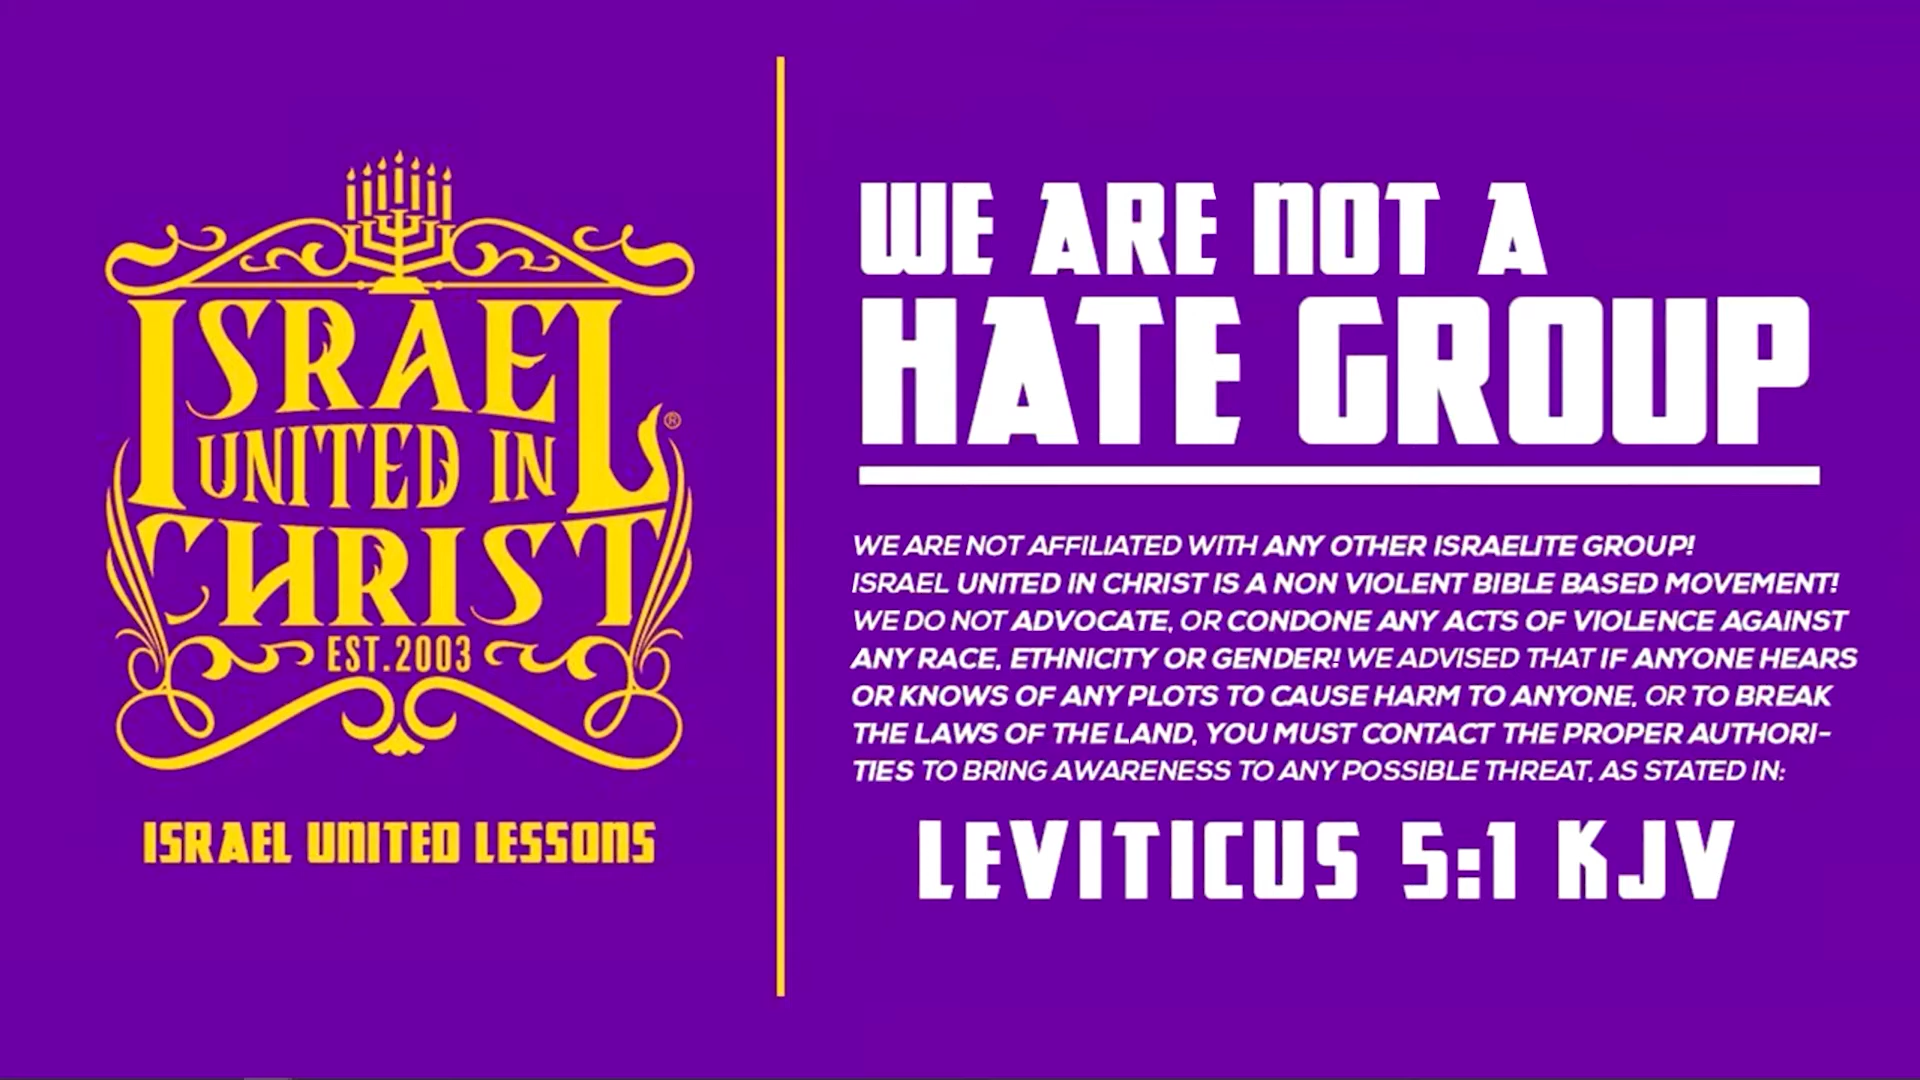 ISRAEL
UNITED IN
CHRIST
®
EST.2003
ISRAEL UNITED LESSONS
WE ARE NOT A
HATE GROUP
WE ARE NOT AFFILIATED WITH ANY OTHER ISRAELITE GROUP!
ISRAEL UNITED IN CHRIST IS A NON VIOLENT BIBLE BASED MOVEMENT!
WE DO NOT ADVOCATE, OR CONDONE ANY ACTS OF VIOLENCE AGAINST
ANY RACE, ETHNICITY OR GENDER! WE ADVISED THAT IF ANYONE HEARS
OR KNOWS OF ANY PLOTS TO CAUSE HARM TO ANYONE, OR TO BREAK
THE LAWS OF THE LAND, YOU MUST CONTACT THE PROPER AUTHORI-
TIES TO BRING AWARENESS TO ANY POSSIBLE THREAT, AS STATED IN:
LEVITICUS 5:1 KJV